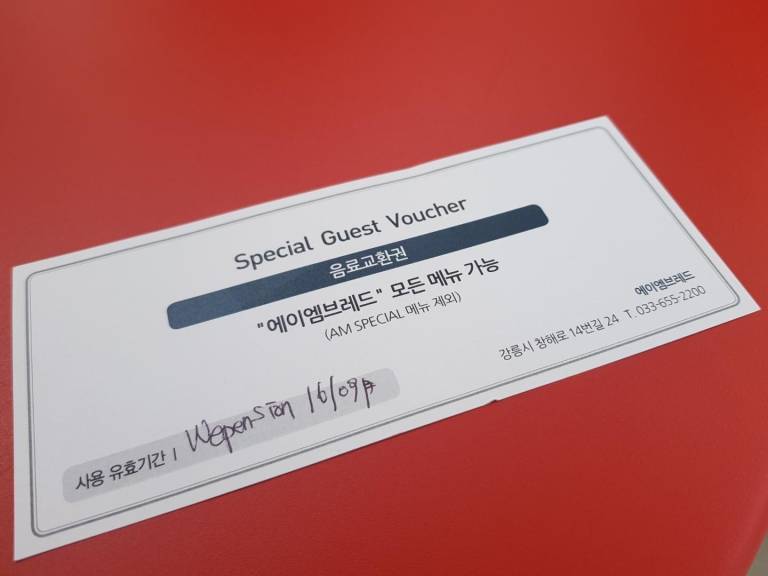 Special Guest Voucher
음료교환권
"에이엠브레드" 모든 메뉴 가능
(AM SPECIAL 메뉴 제외)
에이엠브레드
강릉시 창해로 14번길 24 T. 033-655-2200
사용 유효기간 | Wepension